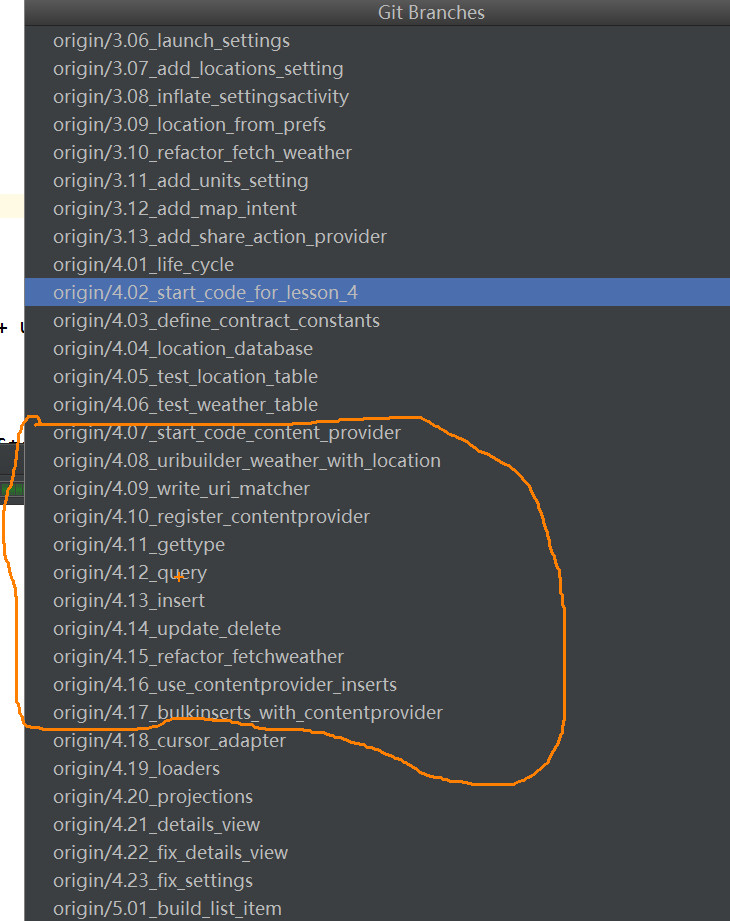 Git Branches
origin/3.06_launch_settings
origin/3.07_add_locations_setting
origin/3.08_inflate_settingsactivity
origin/3.09_location_from_prefs
origin/3.10_refactor_fetch_weather
origin/3.11_add_units_setting
origin/3.12_add_map_intent
origin/3.13_add_share_action_provider
origin/4.01_life_cycle
origin/4.02_start_code_for_lesson_4
origin/4.03_define_contract_constants
origin/4.04_location_database
origin/4.05_test_location_table
origin/4.06_test_weather_table
origin/4.07_start_code_content_provider
origin/4.08_uribuilder_weather_with_location
origin/4.09_write_uri_matcher
origin/4.10_register_contentprovider
origin/4.11_gettype
origin/4.12_query
origin/4.13_insert
origin/4.14_update_delete
origin/4.15_refactor_fetchweather
origin/4.16_use_contentprovider_inserts
origin/4.17_bulkinserts_with_contentprovider
origin/4.18_cursor_adapter
origin/4.19_loaders
origin/4.20_projections
origin/4.21_details_view
origin/4.22_fix_details_view
origin/4.23_fix_settings
origin/5.01_build_list_item